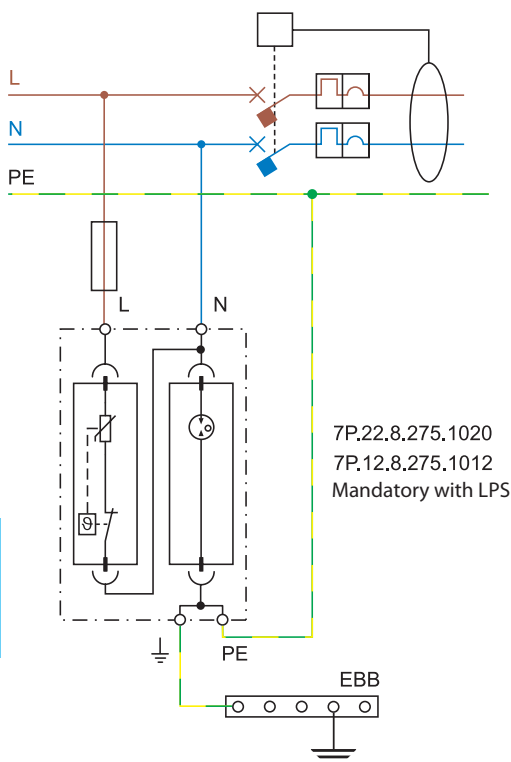 L
N
PE
L
N
7P.22.8.275.1020
7P.12.8.275.1012
Mandatory with LPS
ϑ
PE
EBB